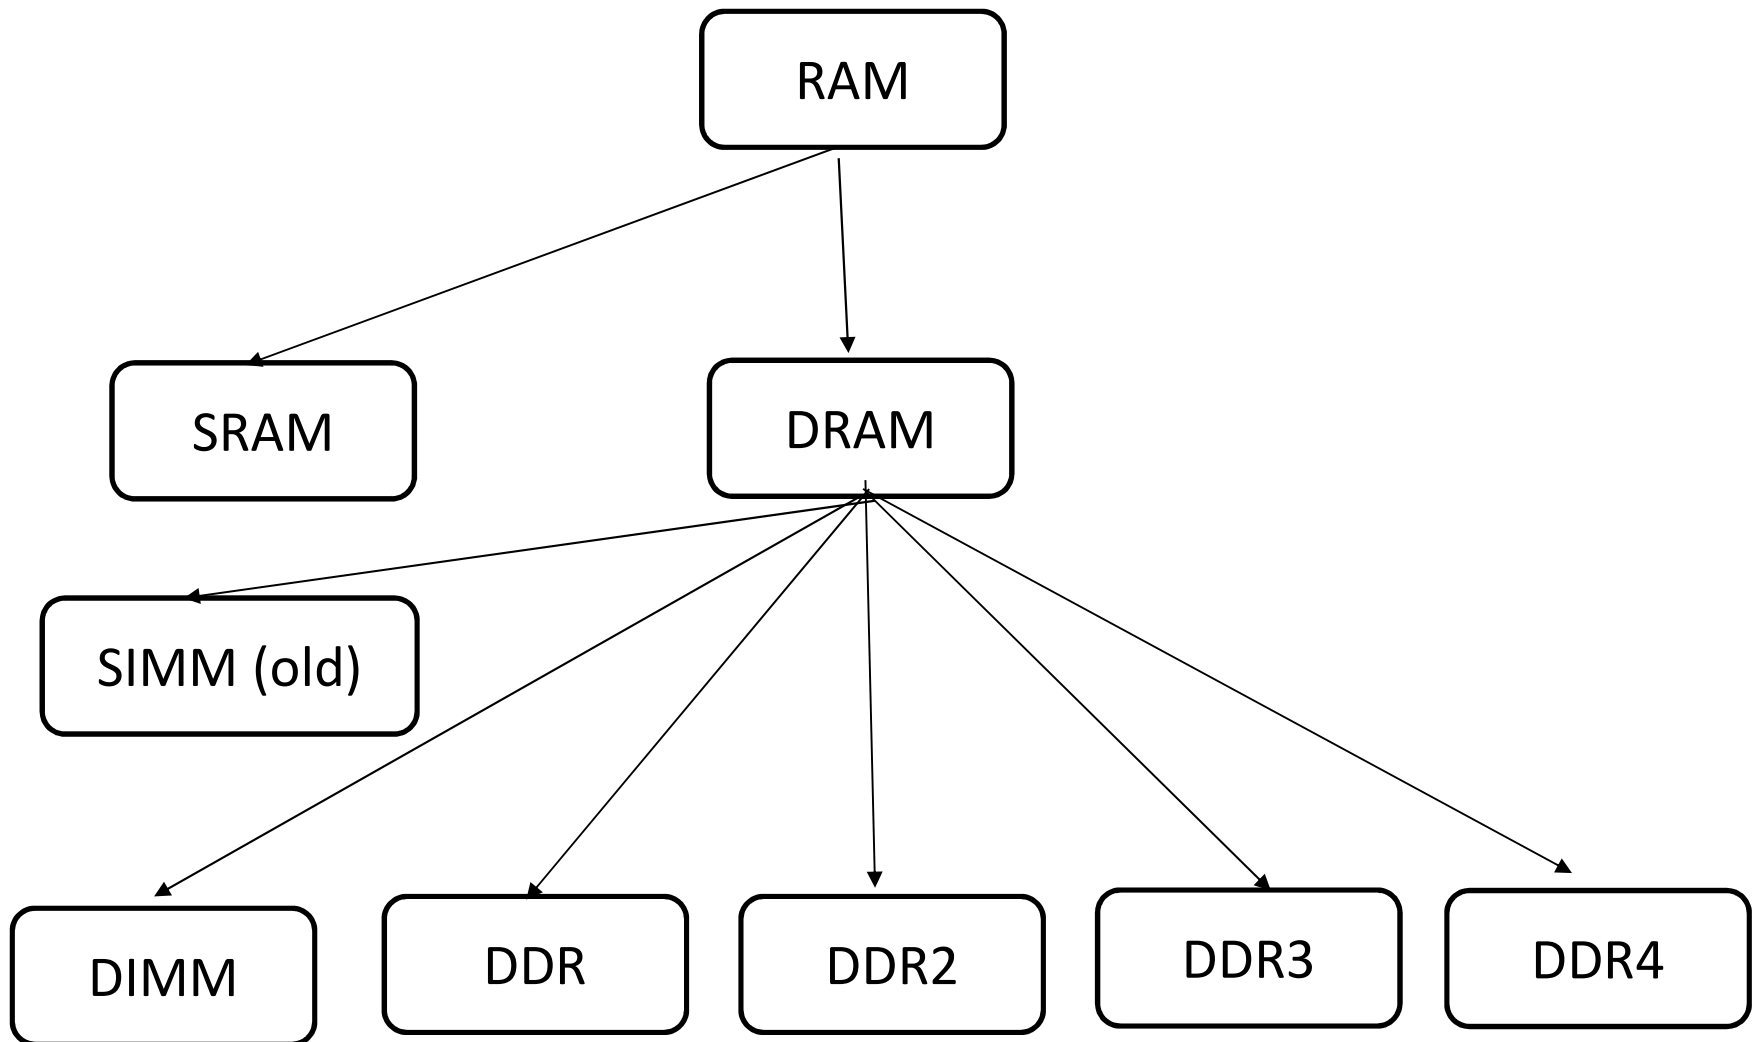 RAM
SRAM
DRAM
SIMM (old)
DIMM
DDR
DDR2
DDR3
DDR4